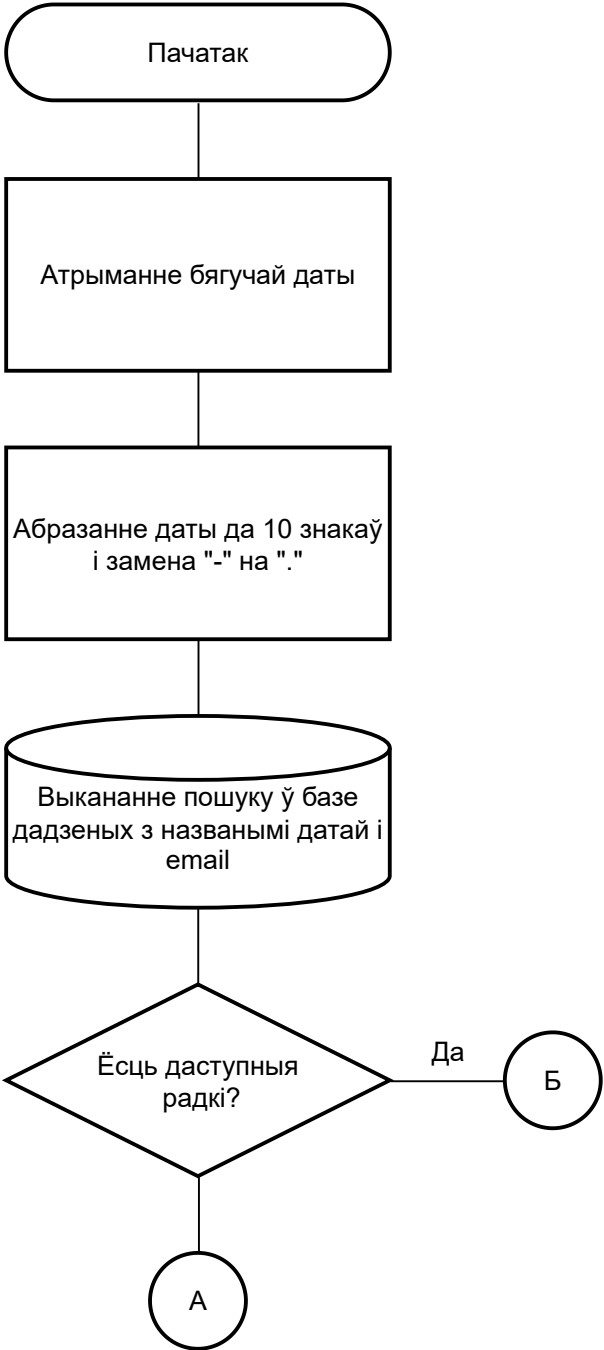 Пачатак
Атрыманне бягучай даты
Абразанне даты да 10 знакаў
і замена "-" на "."
Выкананне пошуку ў базе
дадзеных з названымі датай і
email
Ёсць даступныя
радкі?
Да
Б
А